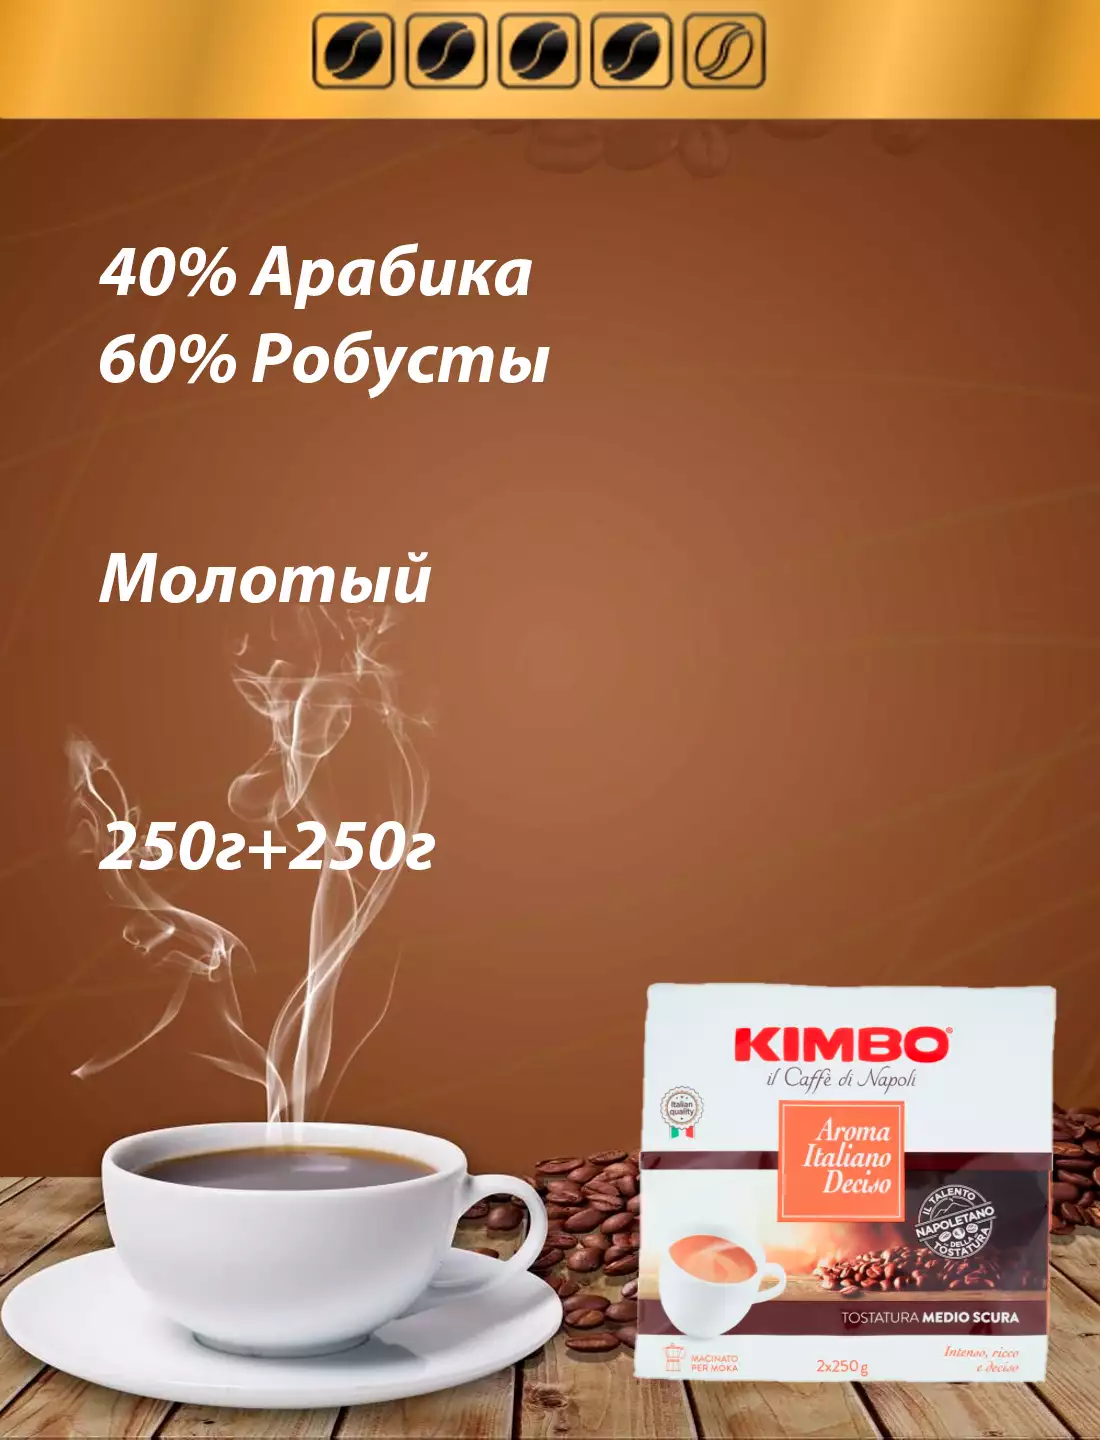 40% Арабика
60% Робусты
Молотый
250г+250г
KIMBO®
il Caffè di Napoli
Italian
quality
Aroma
Italiano
Deciso
IL TALENTO
NAPOLETANO
DELLA
TOSTATURA
TOSTATURA MEDIO SCURA
MACINATO
PER MOKA
2x250 g
Intenso, ricco
e deciso